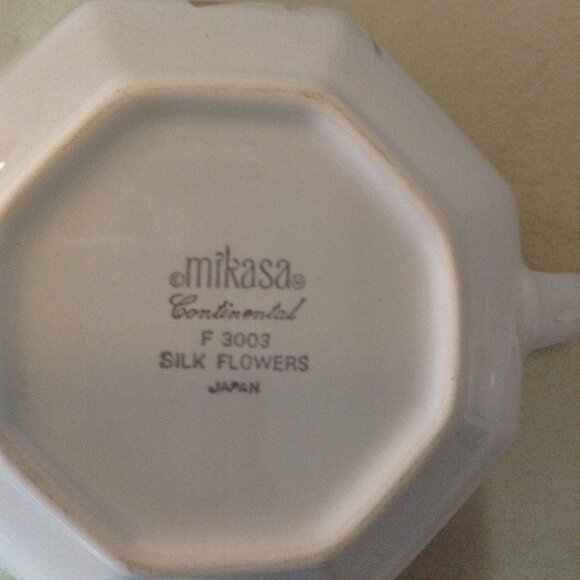 ©mikasa®
Continental
F 3003
SILK FLOWERS
JAPAN